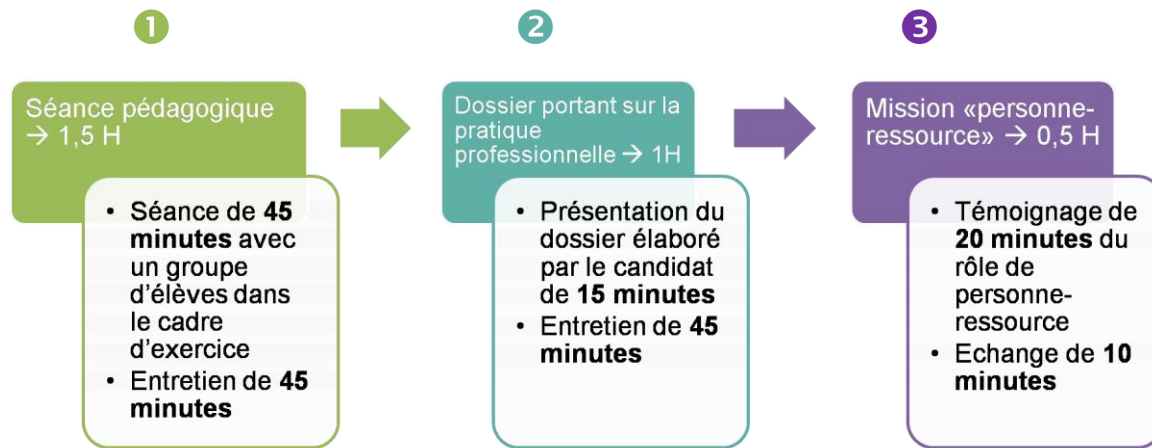 1
Séance pédagogique
→ 1,5 H
• Séance de 45
minutes avec
un groupe
d'élèves dans
le cadre
d'exercice
• Entretien de 45
minutes
2
Dossier portant sur la
pratique
professionnelle → 1H
• Présentation du
dossier élaboré
par le candidat
de 15 minutes
• Entretien de 45
minutes
3
Mission «personne-
ressource» → 0,5 H
• Témoignage de
20 minutes du
rôle de
personne-
ressource
• Echange de 10
minutes